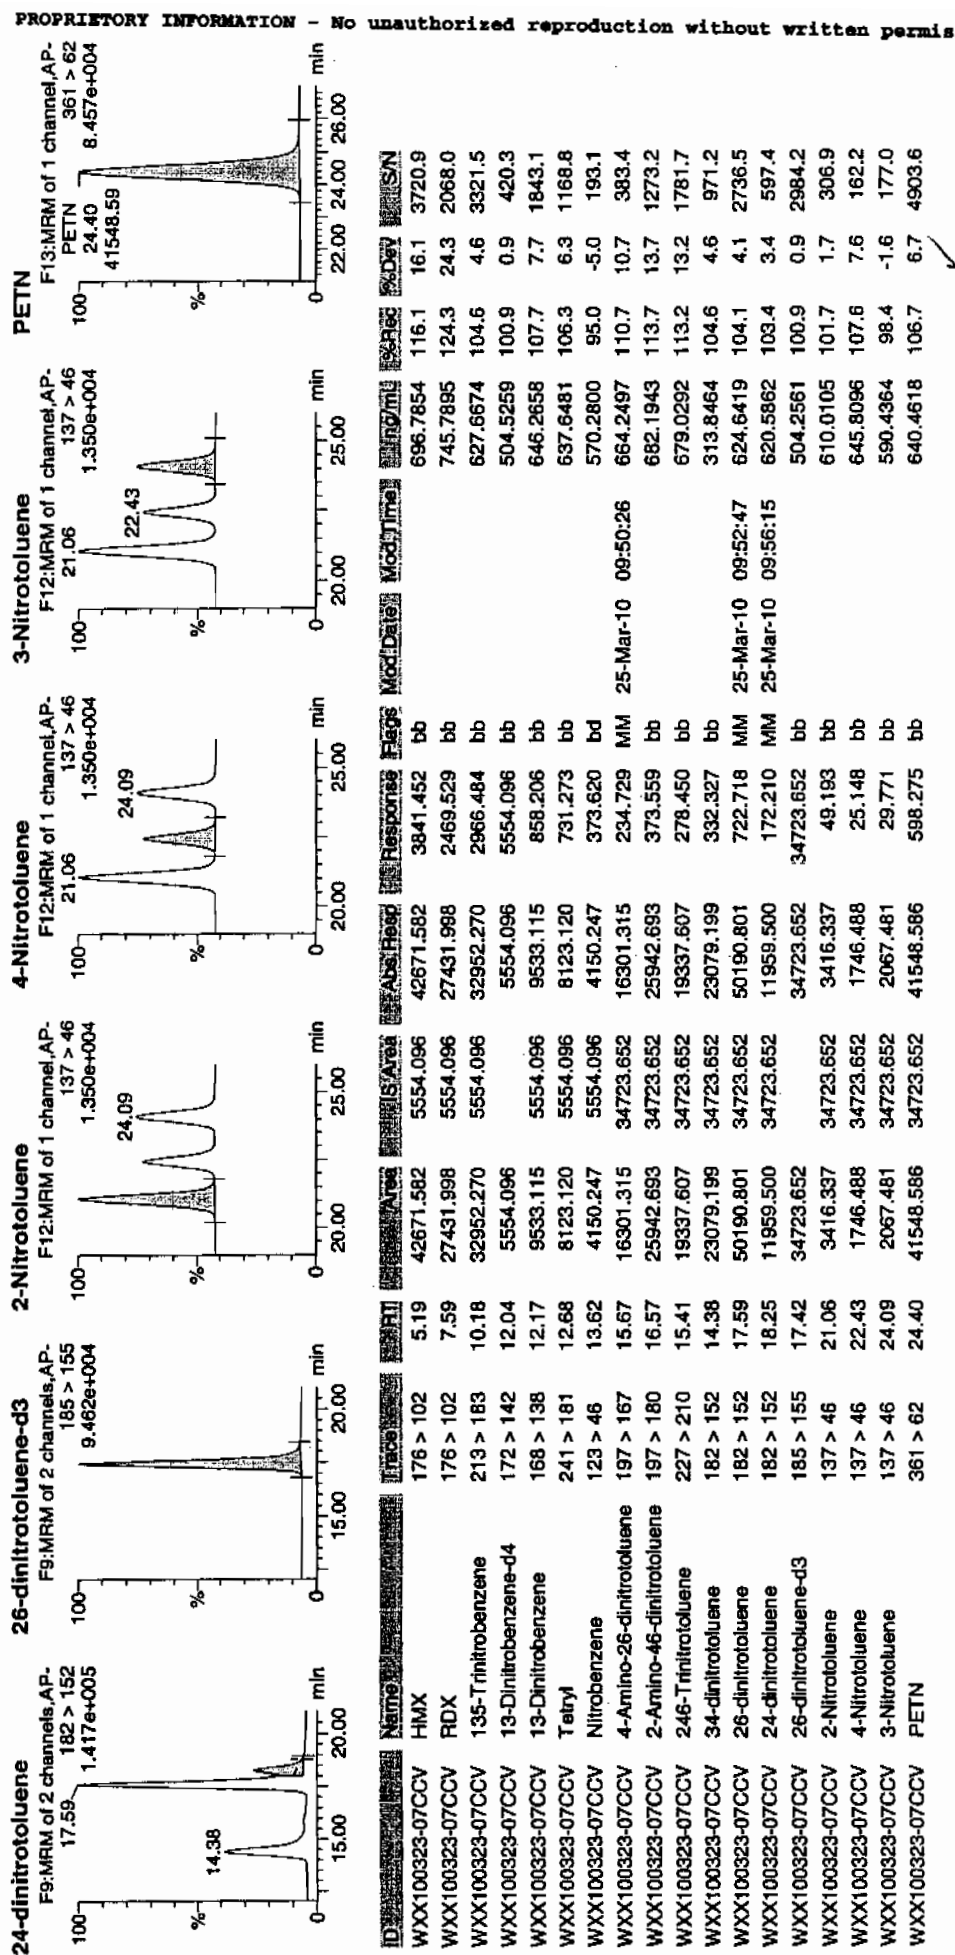 PROPRIETORY INFORMATION - No unauthorized reproduction without written permis
24-dinitrotoluene
F9:MRM of 2 channels,AP-
182 > 152
1.417e+005
17.59
14.38
100
%
0
15.00 20.00 min
26-dinitrotoluene-d3
F9:MRM of 2 channels,AP-
185 > 155
9.462e+004
100
%
0
15.00 20.00 min
2-Nitrotoluene
F12:MRM of 1 channel,AP-
137 > 46
1.350e+004
24.09
100
%
0
20.00 25.00 min
4-Nitrotoluene
F12:MRM of 1 channel,AP-
137 > 46
1.350e+004
21.06
24.09
100
%
0
20.00 25.00 min
3-Nitrotoluene
F12:MRM of 1 channel,AP-
137 > 46
1.350e+004
21.06
22.43
100
%
0
20.00 25.00 min
PETN
F13:MRM of 1 channel,AP-
361 > 62
8.457e+004
PETN
24.40
41548.59
100
%
0
22.00 24.00 26.00 min
ID Name Trace RT Area IS Area Abs.Resp Response Flags Mod.Date Mod.Time ng/mL %Rec %Dev S/N
WXX100323-07CCV HMX 176 > 102 5.19 42671.582 5554.096 42671.582 3841.452 bb 696.7854 116.1 16.1 3720.9
WXX100323-07CCV RDX 176 > 102 7.59 27431.998 5554.096 27431.998 2469.529 bb 745.7895 124.3 24.3 2068.0
WXX100323-07CCV 135-Trinitrobenzene 213 > 183 10.18 32952.270 5554.096 32952.270 2966.484 bb 627.6674 104.6 4.6 3321.5
WXX100323-07CCV 13-Dinitrobenzene-d4 172 > 142 12.04 5554.096 5554.096 5554.096 bb 504.5259 100.9 0.9 420.3
WXX100323-07CCV 13-Dinitrobenzene 168 > 138 12.17 9533.115 5554.096 9533.115 858.206 bb 646.2658 107.7 7.7 1843.1
WXX100323-07CCV Tetryl 241 > 181 12.68 8123.120 5554.096 8123.120 731.273 bb 637.6481 106.3 6.3 1168.8
WXX100323-07CCV Nitrobenzene 123 > 46 13.62 4150.247 5554.096 4150.247 373.620 bd 570.2800 95.0 -5.0 193.1
WXX100323-07CCV 4-Amino-26-dinitrotoluene 197 > 167 15.67 16301.315 34723.652 16301.315 234.729 MM 25-Mar-10 09:50:26 664.2497 110.7 10.7 383.4
WXX100323-07CCV 2-Amino-46-dinitrotoluene 197 > 180 16.57 25942.693 34723.652 25942.693 373.559 bb 682.1943 113.7 13.7 1273.2
WXX100323-07CCV 246-Trinitrotoluene 227 > 210 15.41 19337.607 34723.652 19337.607 278.450 bb 679.0292 113.2 13.2 1781.7
WXX100323-07CCV 34-dinitrotoluene 182 > 152 14.38 23079.199 34723.652 23079.199 332.327 bb 313.8464 104.6 4.6 971.2
WXX100323-07CCV 26-dinitrotoluene 182 > 152 17.59 50190.801 34723.652 50190.801 722.718 MM 25-Mar-10 09:52:47 624.6419 104.1 4.1 2736.5
WXX100323-07CCV 24-dinitrotoluene 182 > 152 18.25 11959.500 34723.652 11959.500 172.210 MM 25-Mar-10 09:56:15 620.5862 103.4 3.4 597.4
WXX100323-07CCV 26-dinitrotoluene-d3 185 > 155 17.42 34723.652 34723.652 34723.652 bb 504.2561 100.9 0.9 2984.2
WXX100323-07CCV 2-Nitrotoluene 137 > 46 21.06 3416.337 34723.652 3416.337 49.193 bb 610.0105 101.7 1.7 306.9
WXX100323-07CCV 4-Nitrotoluene 137 > 46 22.43 1746.488 34723.652 1746.488 25.148 bb 645.8096 107.6 7.6 162.2
WXX100323-07CCV 3-Nitrotoluene 137 > 46 24.09 2067.481 34723.652 2067.481 29.771 bb 590.4364 98.4 -1.6 177.0
WXX100323-07CCV PETN 361 > 62 24.40 41548.586 34723.652 41548.586 598.275 bb 640.4618 106.7 6.7 4903.6